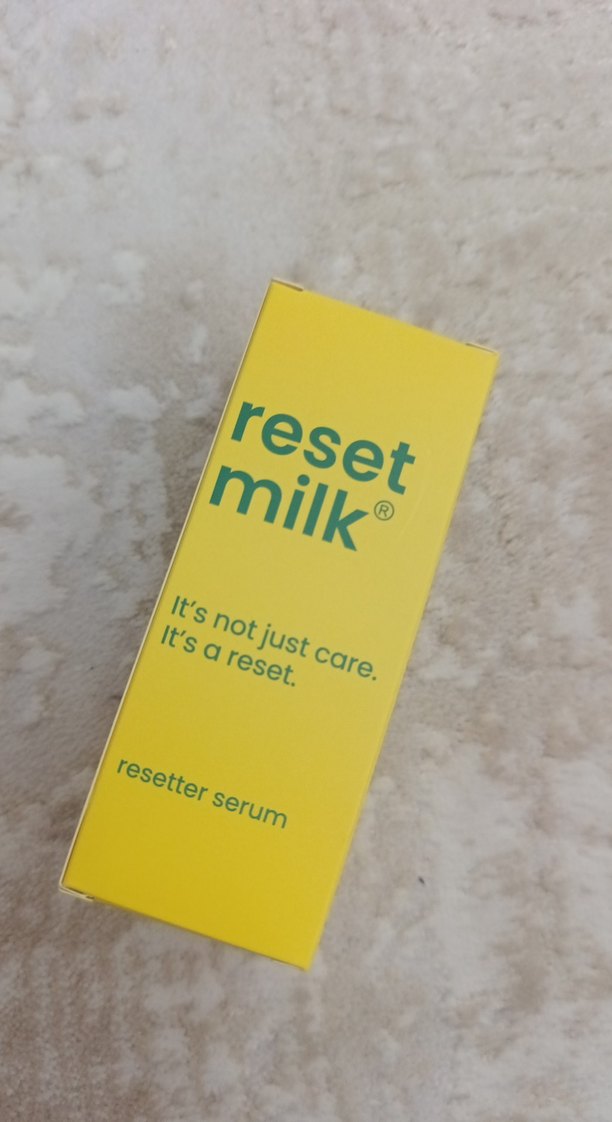 reset
milk®
It's not just care.
It's a reset.
resetter serum